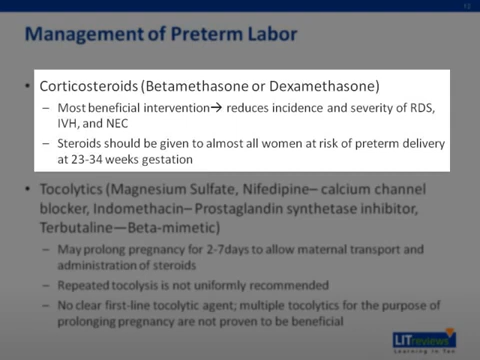 Management of Preterm Labor
• Corticosteroids (Betamethasone or Dexamethasone)
– Most beneficial intervention→ reduces incidence and severity of RDS,
IVH, and NEC
– Steroids should be given to almost all women at risk of preterm delivery
at 23-34 weeks gestation
• Tocolytics (Magnesium Sulfate, Nifedipine– calcium channel
blocker, Indomethacin– Prostaglandin synthetase inhibitor,
Terbutaline—Beta-mimetic)
– May prolong pregnancy for 2-7days to allow maternal transport and
administration of steroids
– Repeated tocolysis is not uniformly recommended
– No clear first-line tocolytic agent; multiple tocolytics for the purpose of
prolonging pregnancy are not proven to be beneficial
LITreviews
Learning in Ten